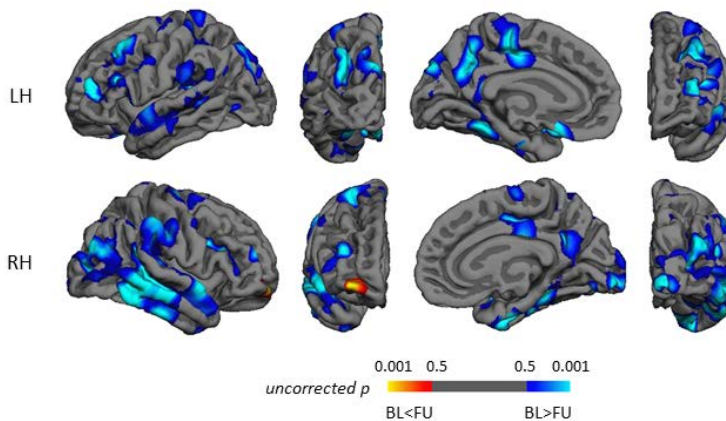 LH
RH
0.001 0.5 0.5 0.001
uncorrected p
BL<FU BL>FU